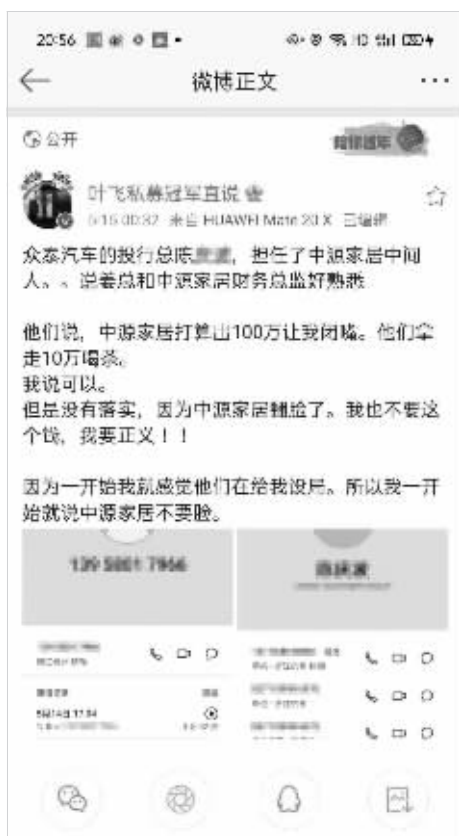 20:56
微博正文
公开
叶飞私募冠军直说
5-15 00:32 来自 HUAWEI Mate 20 X 已编辑
众泰汽车的投行总陈 ，担任了中源家居中间
人。。说姜总和中源家居财务总监好熟悉
他们说，中源家居打算出100万让我闭嘴。他们拿
走10万喝茶。
我说可以。
但是没有落实，因为中源家居翻脸了。我也不要这
个钱，我要正义！！
因为一开始我就感觉他们在给我设局。所以我一开
始就说中源家居不要脸。